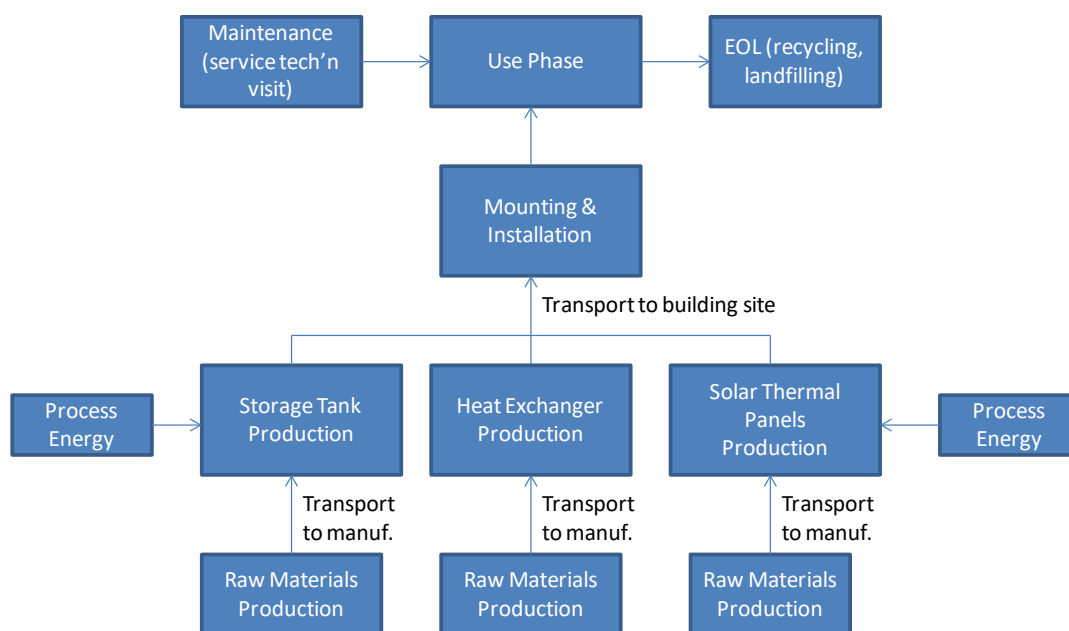 Maintenance
(service tech’n
visit)
Use Phase
EOL (recycling,
landfilling)
Mounting &
Installation
Transport to building site
Process
Energy
Storage Tank
Production
Heat Exchanger
Production
Solar Thermal
Panels
Production
Process
Energy
Transport
to manuf.
Transport
to manuf.
Transport
to manuf.
Raw Materials
Production
Raw Materials
Production
Raw Materials
Production